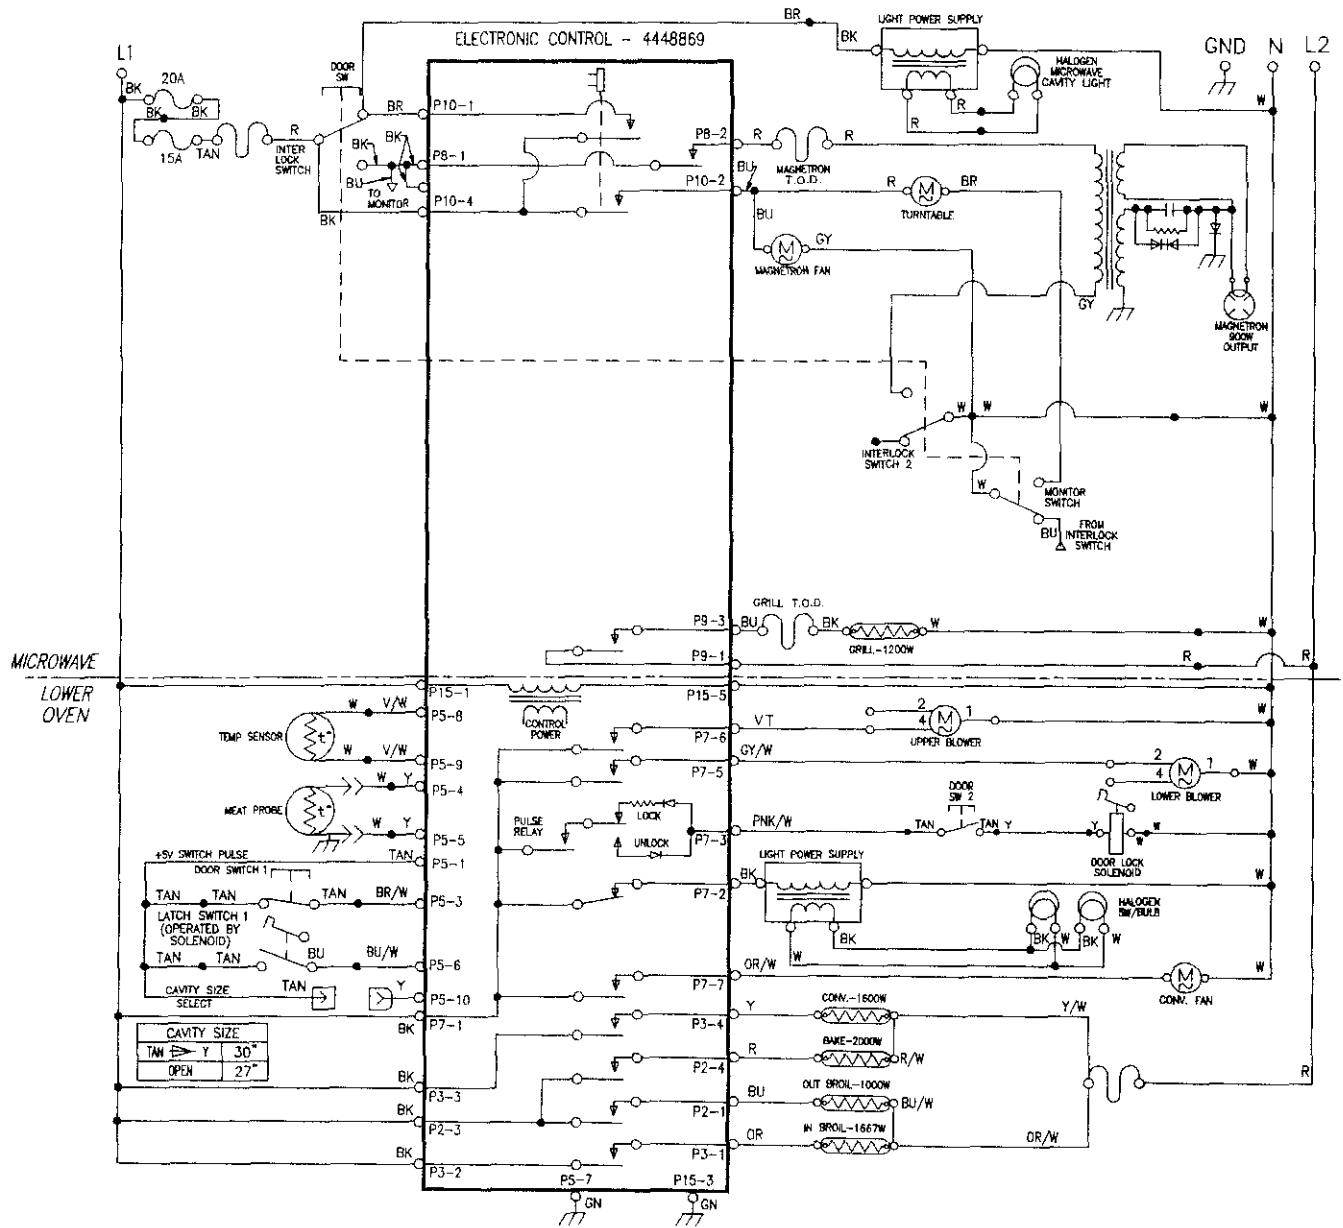 BR
LIGHT POWER SUPPLY
ELECTRONIC CONTROL - 4448869
BK
L1
GND N L2
20A
DOOR
SW
HALOGEN
MICROWAVE
CAVITY LIGHT
BK
BK
BK
BR
P10-1
R
R
W
15A
TAN
R
INTER
LOCK
SWITCH
BK
BK
P8-1
BU
TO
MONITOR
BK
P10-4
P8-2
R
R
MAGNETRON
T.O.D.
BU
P10-2
R
BR
TURNTABLE
BU
GY
MAGNETRON FAN
GY
MAGNETRON
900W
OUTPUT
W
W
W
INTERLOCK
SWITCH 2
W
MONITOR
SWITCH
BU
FROM
INTERLOCK
SWITCH
GRILL T.O.D.
P9-3
BU
BK
W
W
GRILL-1200W
P9-1
R
R
MICROWAVE
LOWER
OVEN
P15-1
P15-5
W
V/W
P5-8
CONTROL
POWER
TEMP SENSOR
t°
W
V/W
P5-9
VT
P7-6
2
4
1
UPPER BLOWER
GY/W
P7-5
2
4
1
W
LOWER BLOWER
W
Y
P5-4
MEAT PROBE
t°
W
Y
P5-5
PULSE
RELAY
LOCK
UNLOCK
PNK/W
P7-3
DOOR
SW 2
TAN
TAN
Y
Y
W
W
DOOR LOCK
SOLENOID
+5V SWITCH PULSE
TAN
P5-1
DOOR SWITCH 1
TAN
TAN
TAN
BR/W
P5-3
LIGHT POWER SUPPLY
BK
P7-2
W
HALOGEN
5W/BULB
BK
W
BK
W
BK
W
LATCH SWITCH 1
(OPERATED BY
SOLENOID)
TAN
TAN
BU
BU/W
P5-6
CAVITY SIZE
SELECT
TAN
Y
P5-10
OR/W
P7-7
W
CONV. FAN
BK
P7-1
CAVITY SIZE
TAN Y 30"
OPEN 27"
Y
P3-4
CONV.-1600W
Y/W
R
P2-4
BAKE-2000W
R/W
R
BK
P3-3
BU
P2-1
OUT BROIL-1000W
BU/W
BK
P2-3
OR
P3-1
IN BROIL-1667W
OR/W
BK
P3-2
P5-7
P15-3
GN
GN